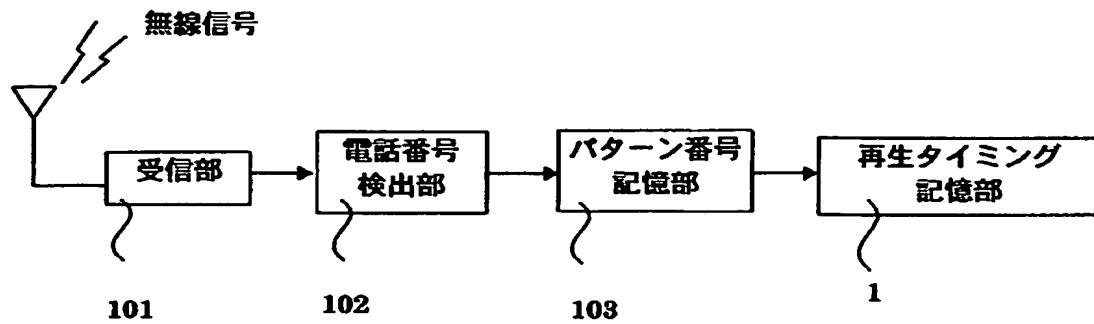 無線信号
受信部
電話番号
検出部
パターン番号
記憶部
再生タイミング
記憶部
101
102
103
1